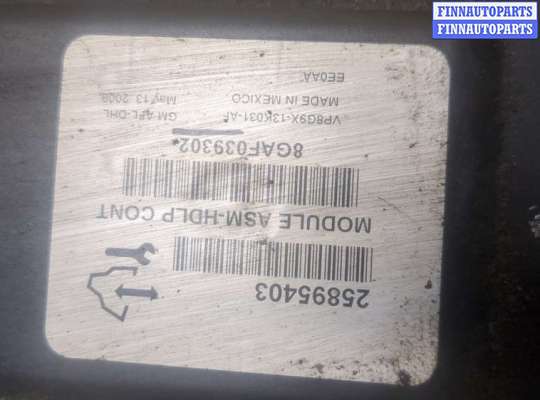 FINNAUTOPARTS
FINNAUTOPARTS
25895403
MODULE ASM-HDLP CONT
8GAF039302
VP8G9X-13K031-AF GM-AFL-DHL
MADE IN MEXICO May 13 2008
EE0AA